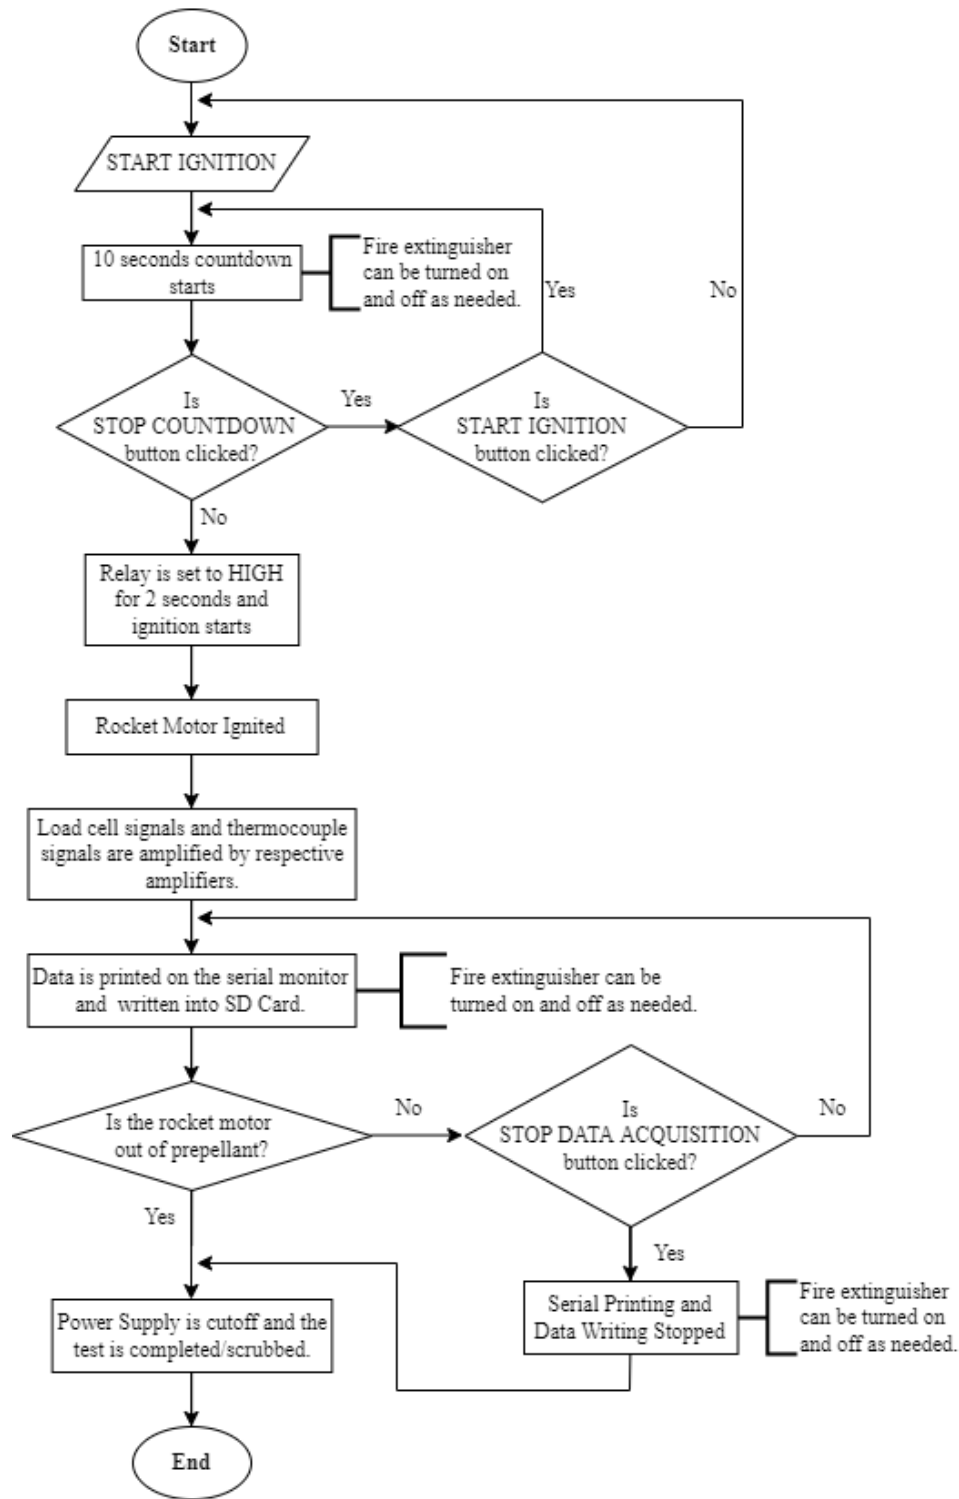 Start
START IGNITION
10 seconds countdown
starts
Fire extinguisher
can be turned on
and off as needed.
Yes
No
Is
STOP COUNTDOWN
button clicked?
Yes
Is
START IGNITION
button clicked?
No
Relay is set to HIGH
for 2 seconds and
ignition starts
Rocket Motor Ignited
Load cell signals and thermocouple
signals are amplified by respective
amplifiers.
Data is printed on the serial monitor
and written into SD Card.
Fire extinguisher can be
turned on and off as needed.
Is the rocket motor
out of prepellant?
No
Is
STOP DATA ACQUISITION
button clicked?
No
Yes
Yes
Power Supply is cutoff and the
test is completed/scrubbed.
Serial Printing and
Data Writing Stopped
Fire extinguisher
can be turned on
and off as needed.
End